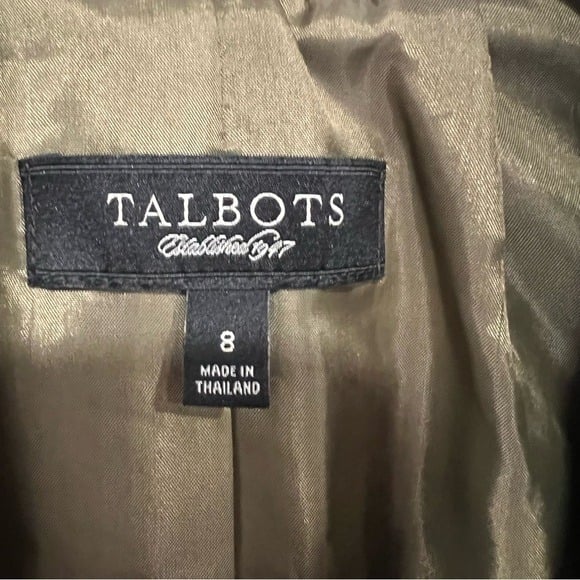 TALBOTS
Established 1947
8
MADE IN
THAILAND